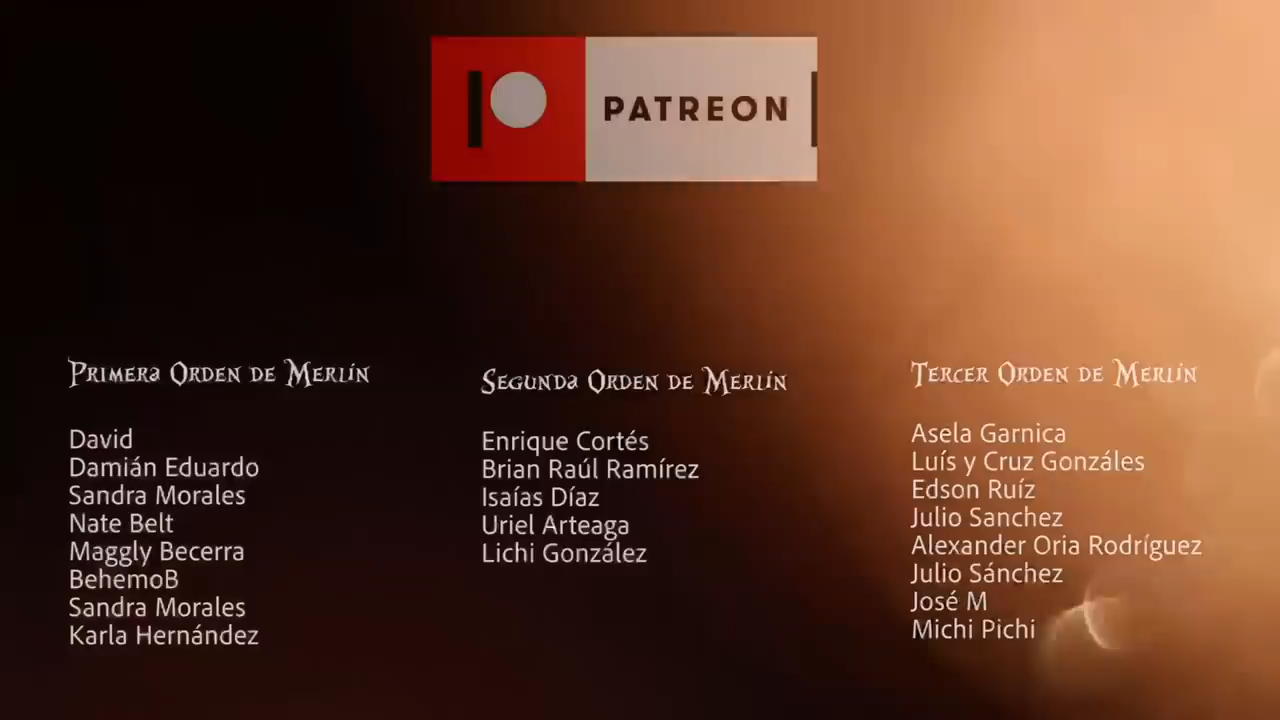 PATREON
Primera Orden de Merlín
David
Damián Eduardo
Sandra Morales
Nate Belt
Maggly Becerra
BehemoB
Sandra Morales
Karla Hernández
Segunda Orden de Merlín
Enrique Cortés
Brian Raúl Ramírez
Isaías Díaz
Uriel Arteaga
Lichi González
Tercer Orden de Merlín
Asela Garnica
Luís y Cruz Gonzáles
Edson Ruíz
Julio Sanchez
Alexander Oria Rodríguez
Julio Sánchez
José M
Michi Pichi